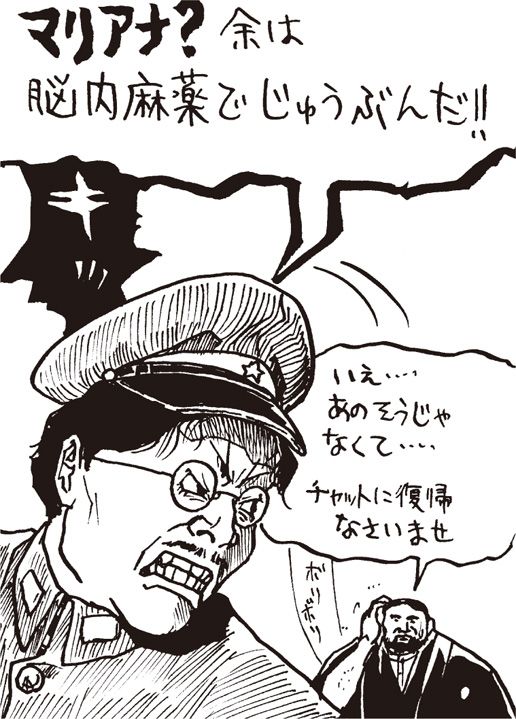 マリアナ？余は
脳内麻薬でじゅうぶんだ!!
いえ‥‥
あのそうじゃ
なくて‥‥
チャットに復帰
なさいませ
ボリボリ